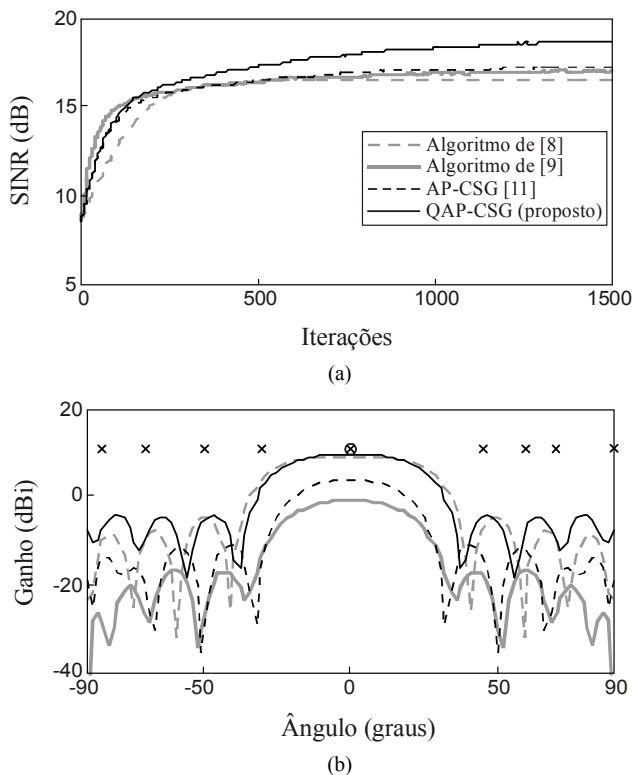 20
15
10
5
SINR (dB)
Algoritmo de [8]
Algoritmo de [9]
AP-CSG [11]
QAP-CSG (proposto)
0
500
1000
1500
Iterações
(a)
20
0
-20
-40
Ganho (dBi)
-90
-50
0
50
90
Ângulo (graus)
(b)